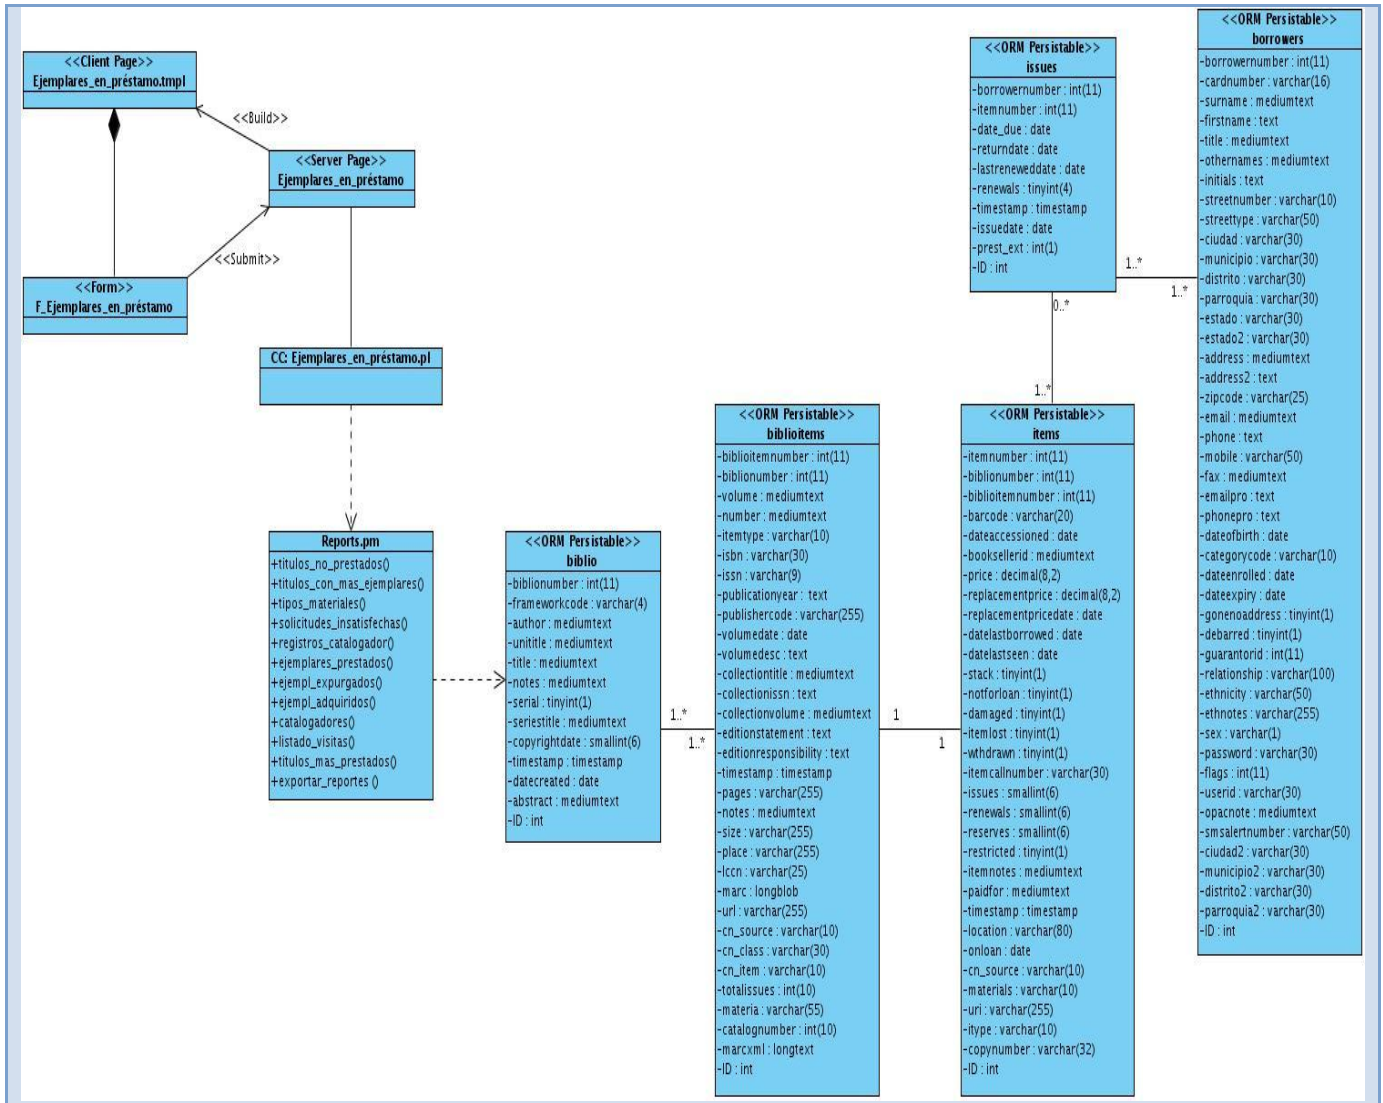 <<Client Page>>
Ejemplares_en_préstamo.tmpl
<<Build>>
<<Server Page>>
Ejemplares_en_préstamo
<<Submit>>
<<Form>>
F_Ejemplares_en_préstamo
CC: Ejemplares_en_préstamo.pl
Reports.pm
+titulos_no_prestados()
+titulos_con_mas_ejemplares()
+tipos_materiales()
+solicitudes_insatisfechas()
+registros_catalogador()
+ejemplares_prestados()
+ejempl_expurgados()
+ejempl_adquiridos()
+catalogadores()
+listado_visitas()
+titulos_mas_prestados()
+exportar_reportes ()
<<ORM Persistable>>
biblio
-biblionumber : int(11)
-frameworkcode : varchar(4)
-author : mediumtext
-unititle : mediumtext
-title : mediumtext
-notes : mediumtext
-serial : tinyint(1)
-seriestitle : mediumtext
-copyrightdate : smallint(6)
-timestamp : timestamp
-datecreated : date
-abstract : mediumtext
-ID : int
1..*
1..*
<<ORM Persistable>>
biblioitems
-biblioitemnumber : int(11)
-biblionumber : int(11)
-volume : mediumtext
-number : mediumtext
-itemtype : varchar(10)
-isbn : varchar(30)
-issn : varchar(9)
-publicationyear : text
-publishercode : varchar(255)
-volumedate : date
-volumedesc : text
-collectiontitle : mediumtext
-collectionissn : text
-collectionvolume : mediumtext
-editionstatement : text
-editionresponsibility : text
-timestamp : timestamp
-pages : varchar(255)
-notes : mediumtext
-size : varchar(255)
-place : varchar(255)
-lccn : varchar(25)
-marc : longblob
-url : varchar(255)
-cn_source : varchar(10)
-cn_class : varchar(30)
-cn_item : varchar(10)
-totalissues : int(10)
-materia : varchar(55)
-catalognumber : int(10)
-marcxml : longtext
-ID : int
1
1
<<ORM Persistable>>
items
-itemnumber : int(11)
-biblionumber : int(11)
-biblioitemnumber : int(11)
-barcode : varchar(20)
-dateaccessioned : date
-booksellerid : mediumtext
-price : decimal(8,2)
-replacementprice : decimal(8,2)
-replacementpricedate : date
-datelastborrowed : date
-datelastseen : date
-stack : tinyint(1)
-notforloan : tinyint(1)
-damaged : tinyint(1)
-itemlost : tinyint(1)
-wthdrawn : tinyint(1)
-itemcallnumber : varchar(30)
-issues : smallint(6)
-renewals : smallint(6)
-reserves : smallint(6)
-restricted : tinyint(1)
-itemnotes : mediumtext
-paidfor : mediumtext
-timestamp : timestamp
-location : varchar(80)
-onloan : date
-cn_source : varchar(10)
-materials : varchar(10)
-uri : varchar(255)
-itype : varchar(10)
-copynumber : varchar(32)
-ID : int
<<ORM Persistable>>
issues
-borrowernumber : int(11)
-itemnumber : int(11)
-date_due : date
-returndate : date
-lastreneweddate : date
-renewals : tinyint(4)
-timestamp : timestamp
-issuedate : date
-prest_ext : int(1)
-ID : int
0..*
1..*
1..*
1..*
<<ORM Persistable>>
borrowers
-borrowernumber : int(11)
-cardnumber : varchar(16)
-surname : mediumtext
-firstname : text
-title : mediumtext
-othernames : mediumtext
-initials : text
-streetnumber : varchar(10)
-streettype : varchar(50)
-ciudad : varchar(30)
-municipio : varchar(30)
-distrito : varchar(30)
-parroquia : varchar(30)
-estado : varchar(30)
-estado2 : varchar(30)
-address : mediumtext
-address2 : text
-zipcode : varchar(25)
-email : mediumtext
-phone : text
-mobile : varchar(50)
-fax : mediumtext
-emailpro : text
-phonepro : text
-dateofbirth : date
-categorycode : varchar(10)
-dateenrolled : date
-dateexpiry : date
-gonenoaddress : tinyint(1)
-debarred : tinyint(1)
-guarantorid : int(11)
-relationship : varchar(100)
-ethnicity : varchar(50)
-ethnotes : varchar(255)
-sex : varchar(1)
-password : varchar(30)
-flags : int(11)
-userid : varchar(30)
-opacnote : mediumtext
-smsalertnumber : varchar(50)
-ciudad2 : varchar(30)
-municipio2 : varchar(30)
-distrito2 : varchar(30)
-parroquia2 : varchar(30)
-ID : int